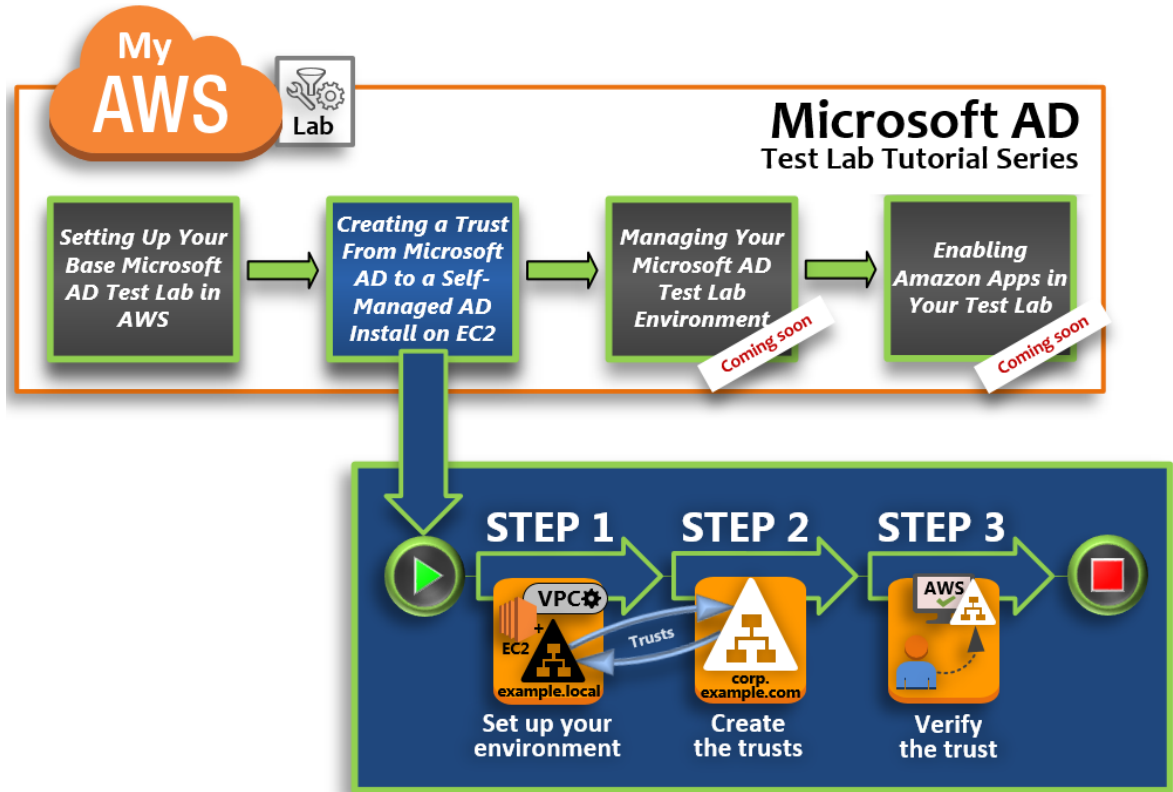 My
AWS
Lab
Microsoft AD
Test Lab Tutorial Series
Setting Up Your
Base Microsoft
AD Test Lab in
AWS
Creating a Trust
From Microsoft
AD to a Self-
Managed AD
Install on EC2
Managing Your
Microsoft AD
Test Lab
Environment
Coming soon
Enabling
Amazon Apps in
Your Test Lab
Coming soon
STEP 1
STEP 2
STEP 3
VPC
EC2
+
example.local
Trusts
corp.
example.com
AWS
Set up your
environment
Create
the trusts
Verify
the trust